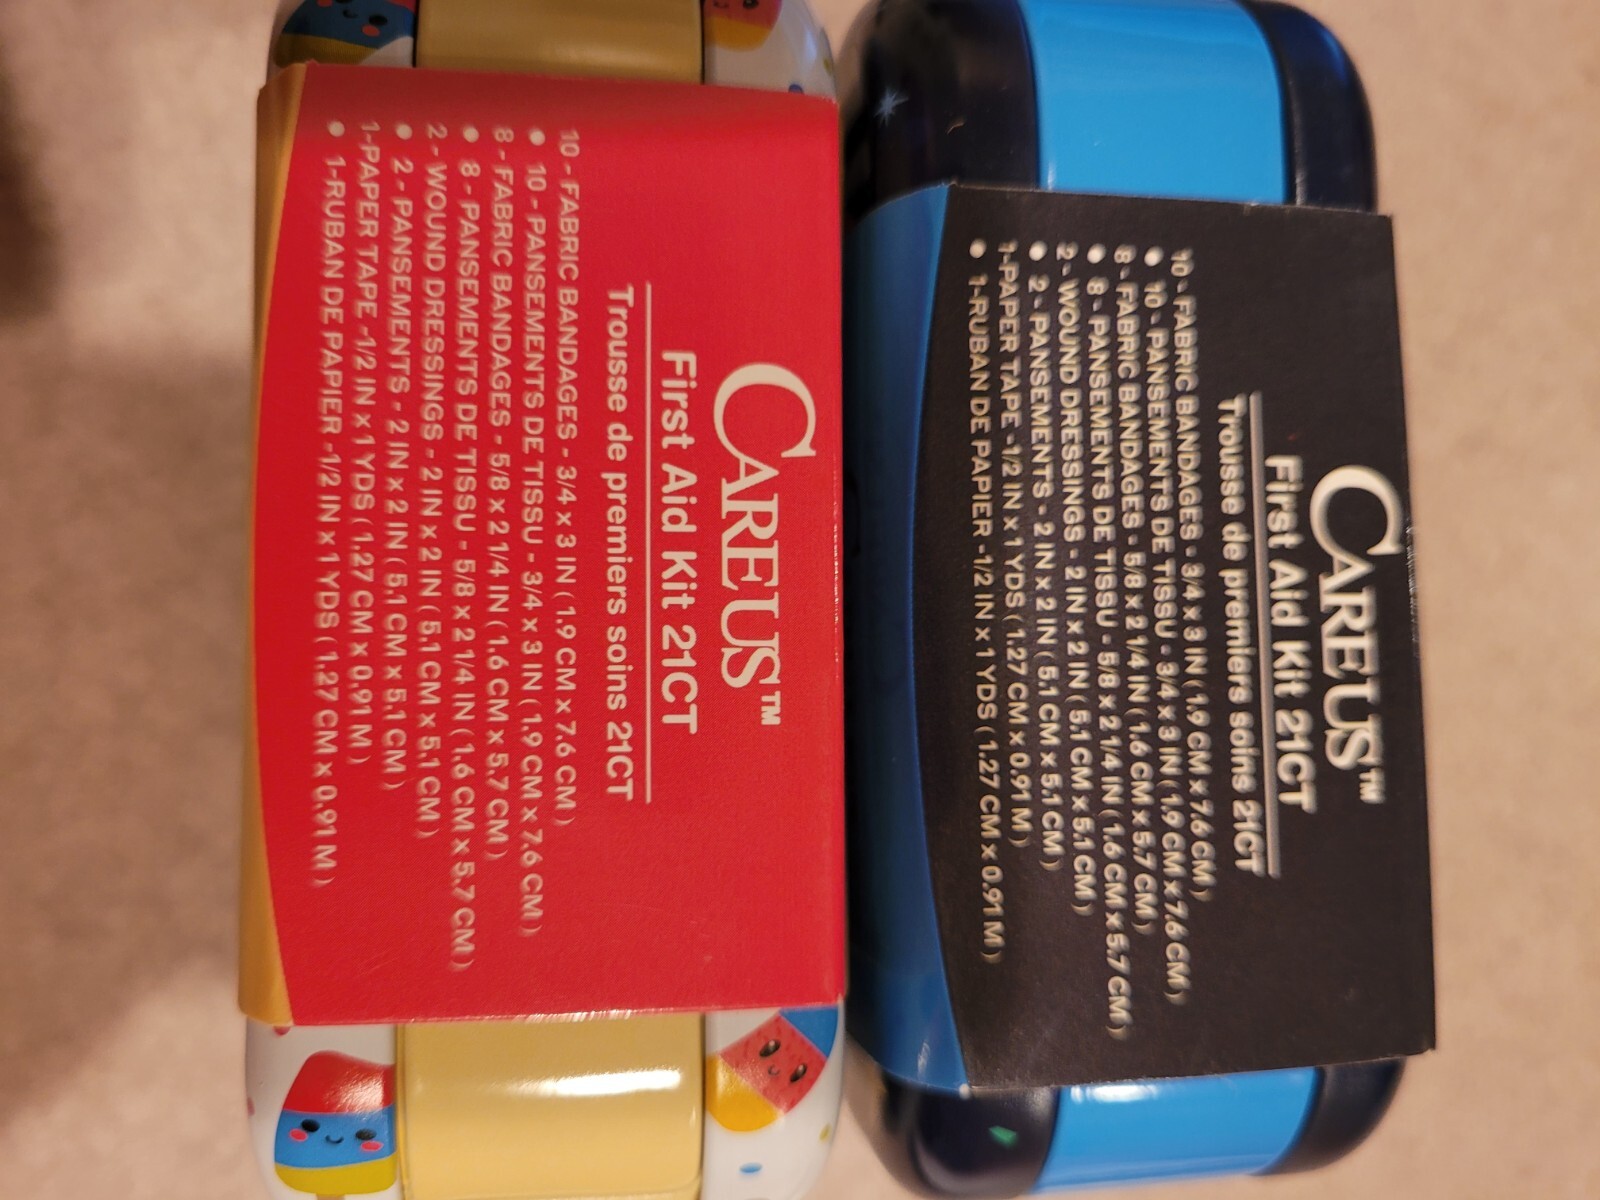 CAREUS™
First Aid Kit 21CT
Trousse de premiers soins 21CT
10 - FABRIC BANDAGES - 3/4 x 3 IN ( 1.9 CM x 7.6 CM )
● 10 - PANSEMENTS DE TISSU - 3/4 x 3 IN ( 1.9 CM x 7.6 CM )
8 - FABRIC BANDAGES - 5/8 x 2 1/4 IN ( 1.6 CM x 5.7 CM )
● 8 - PANSEMENTS DE TISSU - 5/8 x 2 1/4 IN ( 1.6 CM x 5.7 CM )
2 - WOUND DRESSINGS - 2 IN x 2 IN ( 5.1 CM x 5.1 CM )
● 2 - PANSEMENTS - 2 IN x 2 IN ( 5.1 CM x 5.1 CM )
1-PAPER TAPE -1/2 IN x 1 YDS ( 1.27 CM x 0.91 M )
● 1-RUBAN DE PAPIER -1/2 IN x 1 YDS ( 1.27 CM x 0.91 M )
CAREUS™
First Aid Kit 21CT
Trousse de premiers soins 21CT
10 - FABRIC BANDAGES - 3/4 x 3 IN ( 1.9 CM x 7.6 CM )
● 10 - PANSEMENTS DE TISSU - 3/4 x 3 IN ( 1.9 CM x 7.6 CM )
8 - FABRIC BANDAGES - 5/8 x 2 1/4 IN ( 1.6 CM x 5.7 CM )
● 8 - PANSEMENTS DE TISSU - 5/8 x 2 1/4 IN ( 1.6 CM x 5.7 CM )
2 - WOUND DRESSINGS - 2 IN x 2 IN ( 5.1 CM x 5.1 CM )
● 2 - PANSEMENTS - 2 IN x 2 IN ( 5.1 CM x 5.1 CM )
1-PAPER TAPE -1/2 IN x 1 YDS ( 1.27 CM x 0.91 M )
● 1-RUBAN DE PAPIER -1/2 IN x 1 YDS ( 1.27 CM x 0.91 M )